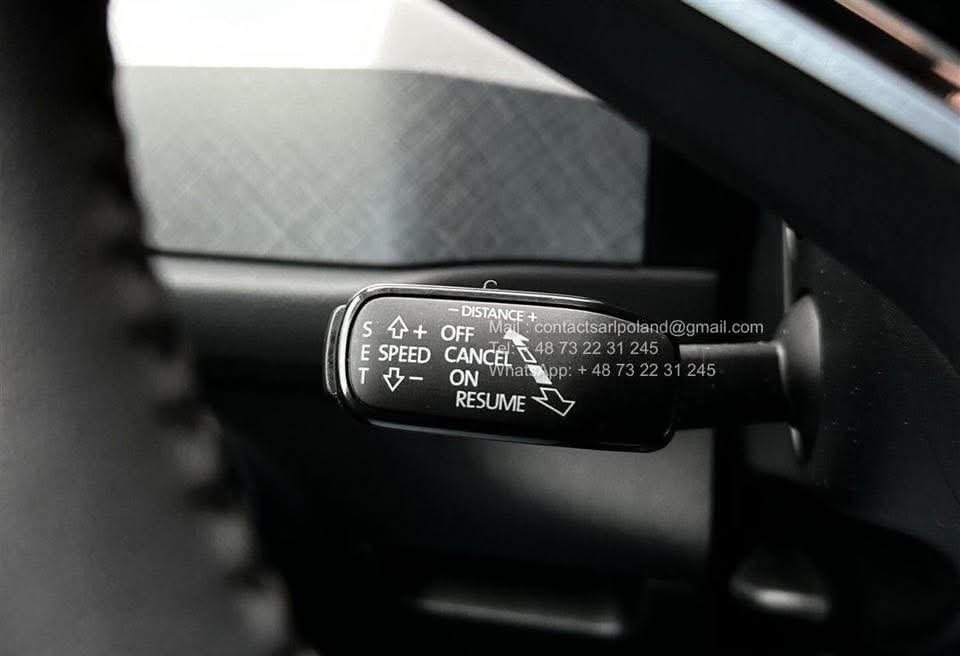 − DISTANCE +
S ⇧ + OFF
E SPEED CANCEL
T ⇩ − ON
RESUME
Mail : contactsarlpoland@gmail.com
Tel: + 48 73 22 31 245
WhatsApp: + 48 73 22 31 245